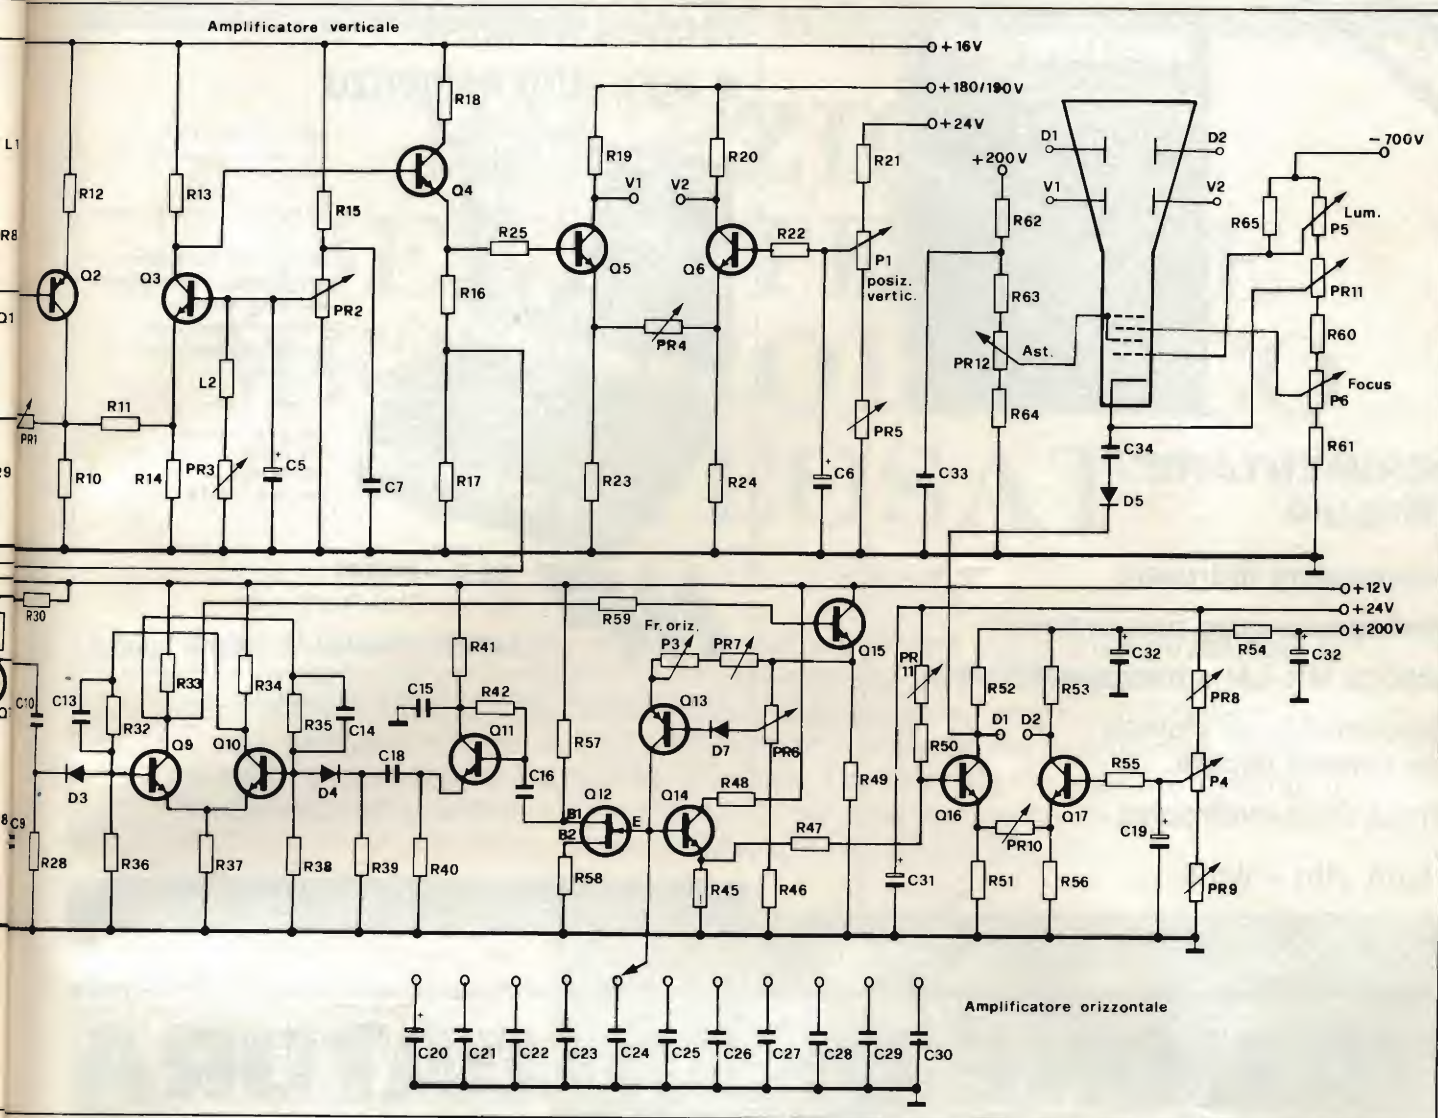 Amplificatore verticale
+16V
+180/190V
+24V
R18
L1
R12
R13
Q4
R15
R19
R20
V1
V2
R21
+200V
D1
D2
-700V
V1
V2
R62
R65
Lum.
P5
R8
Q2
Q3
R25
Q5
Q6
R22
P1
posiz.
vertic.
R16
R63
PR11
PR2
PR4
Q1
L2
PR12
Ast.
R60
Focus
P6
R11
PR1
PR5
R64
R61
R9
R10
R14
PR3
+
C5
C7
R17
R23
R24
+
C6
C33
C34
D5
+12V
+24V
+200V
R30
R59
Fr.oriz.
P3
PR7
Q15
R41
+
C32
R54
+
C32
C10
C13
R33
R34
R32
R35
C14
C15
R42
Q11
Q13
D7
PR6
PR
11
R52
R53
D1
D2
PR8
Q9
Q10
C18
C16
R57
R50
R55
P4
D3
D4
Q12
Q14
R48
R49
Q16
Q17
B1
B2
E
R47
PR10
C19
+
8
C9
R28
R36
R37
R38
R39
R40
R58
R45
R46
+
C31
R51
R56
PR9
Amplificatore orizzontale
+
C20
C21
C22
C23
C24
C25
C26
C27
C28
C29
C30